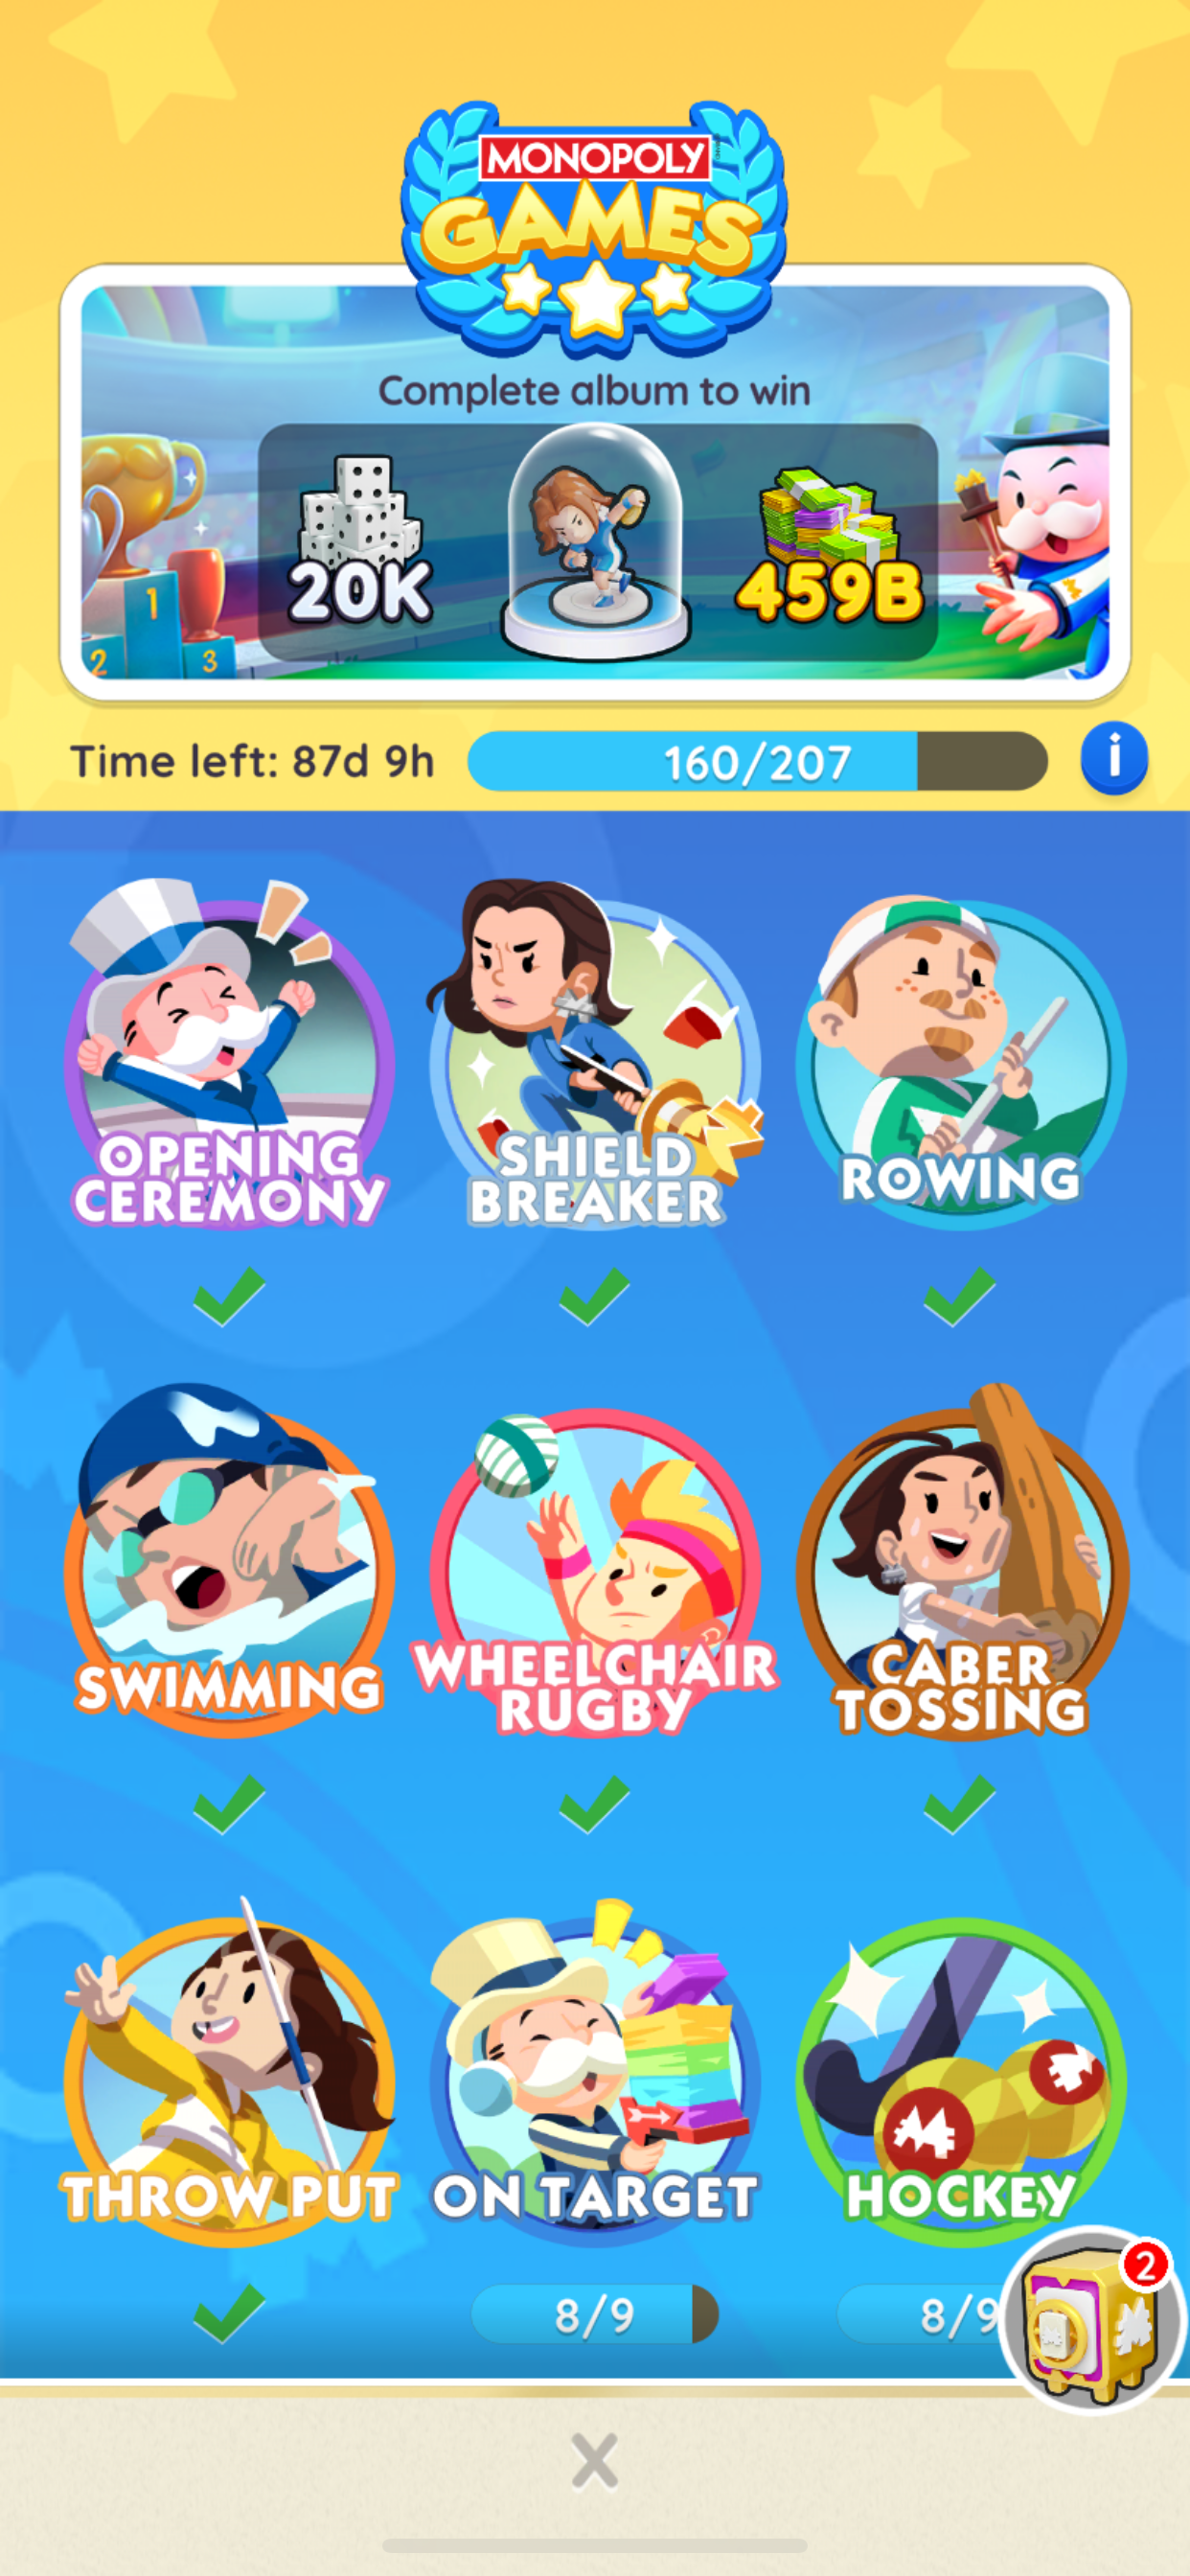 MONOPOLY
GAMES
Complete album to win
20K
459B
1
2
3
Time left: 87d 9h
160/207
i
OPENING
CEREMONY
SHIELD
BREAKER
ROWING
SWIMMING
WHEELCHAIR
RUGBY
CABER
TOSSING
THROW PUT
ON TARGET
HOCKEY
8/9
8/9
2